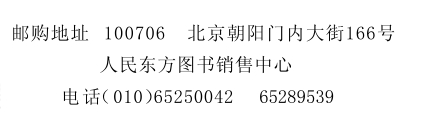 邮购地址 100706 北京朝阳门内大街166号
人民东方图书销售中心
电话(010)65250042 65289539